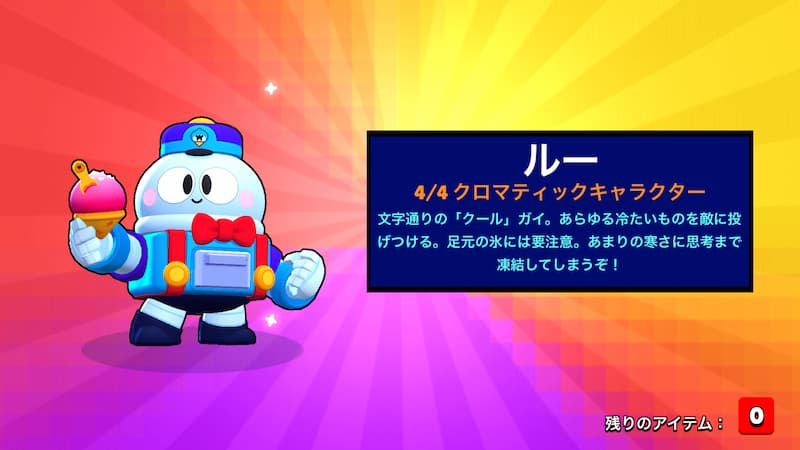 ルー
4/4 クロマティックキャラクター
文字通りの「クール」ガイ。あらゆる冷たいものを敵に投
げつける。足元の氷には要注意。あまりの寒さに思考まで
凍結してしまうぞ！
残りのアイテム： 0